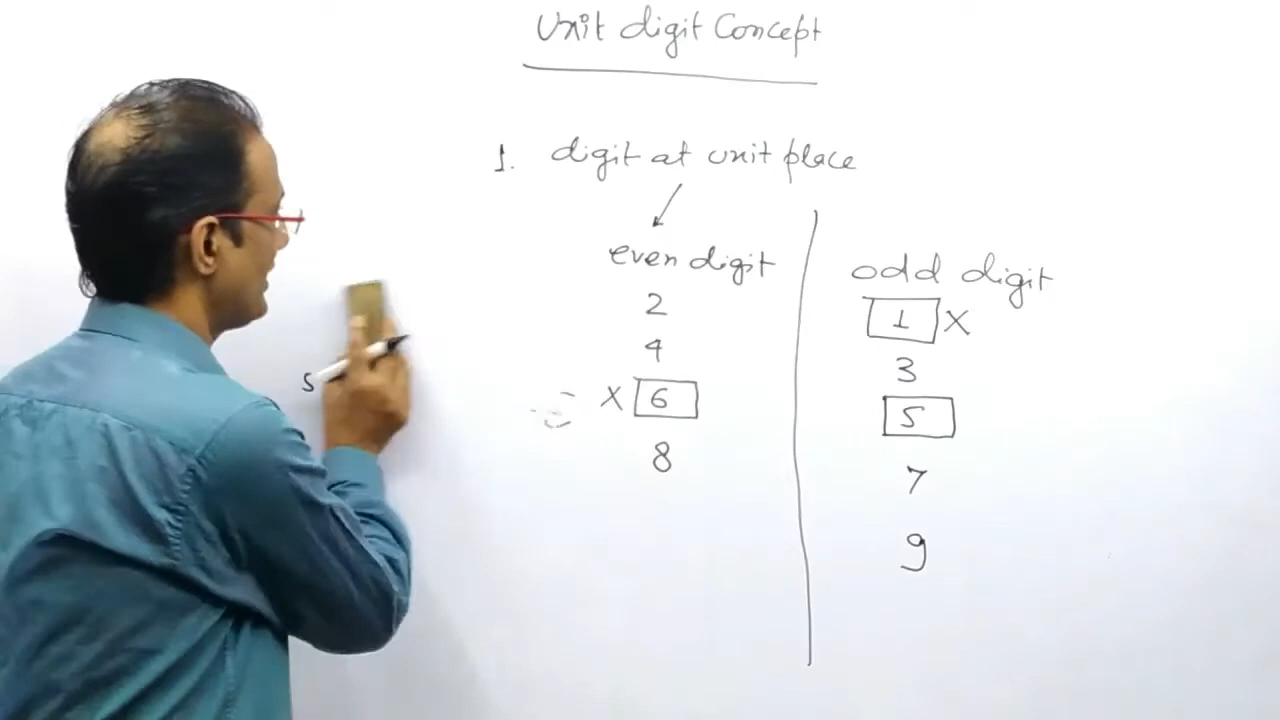 Unit digit Concept
1. digit at unit place
even digit
2
4
X 6
8
odd digit
1 X
3
5
7
9
5